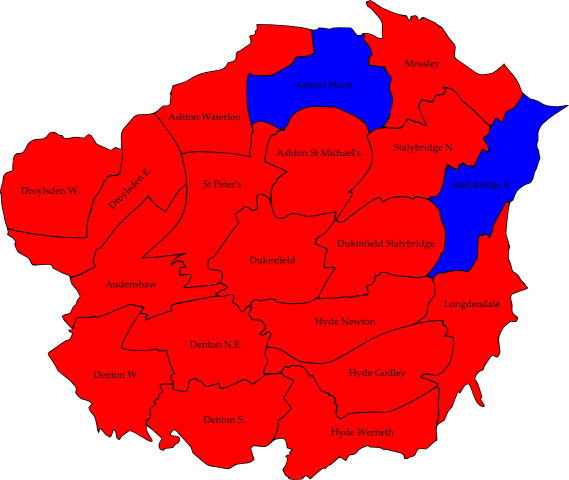 Mossley
Ashton Hurst
Ashton Waterloo
Stalybridge N.
Ashton St Michael's
Droylsden E.
St Peter's
Stalybridge S.
Droylsden W.
Dukinfield Stalybridge
Dukinfield
Audenshaw
Longdendale
Hyde Newton
Denton N.E.
Hyde Godley
Denton W.
Denton S.
Hyde Werneth